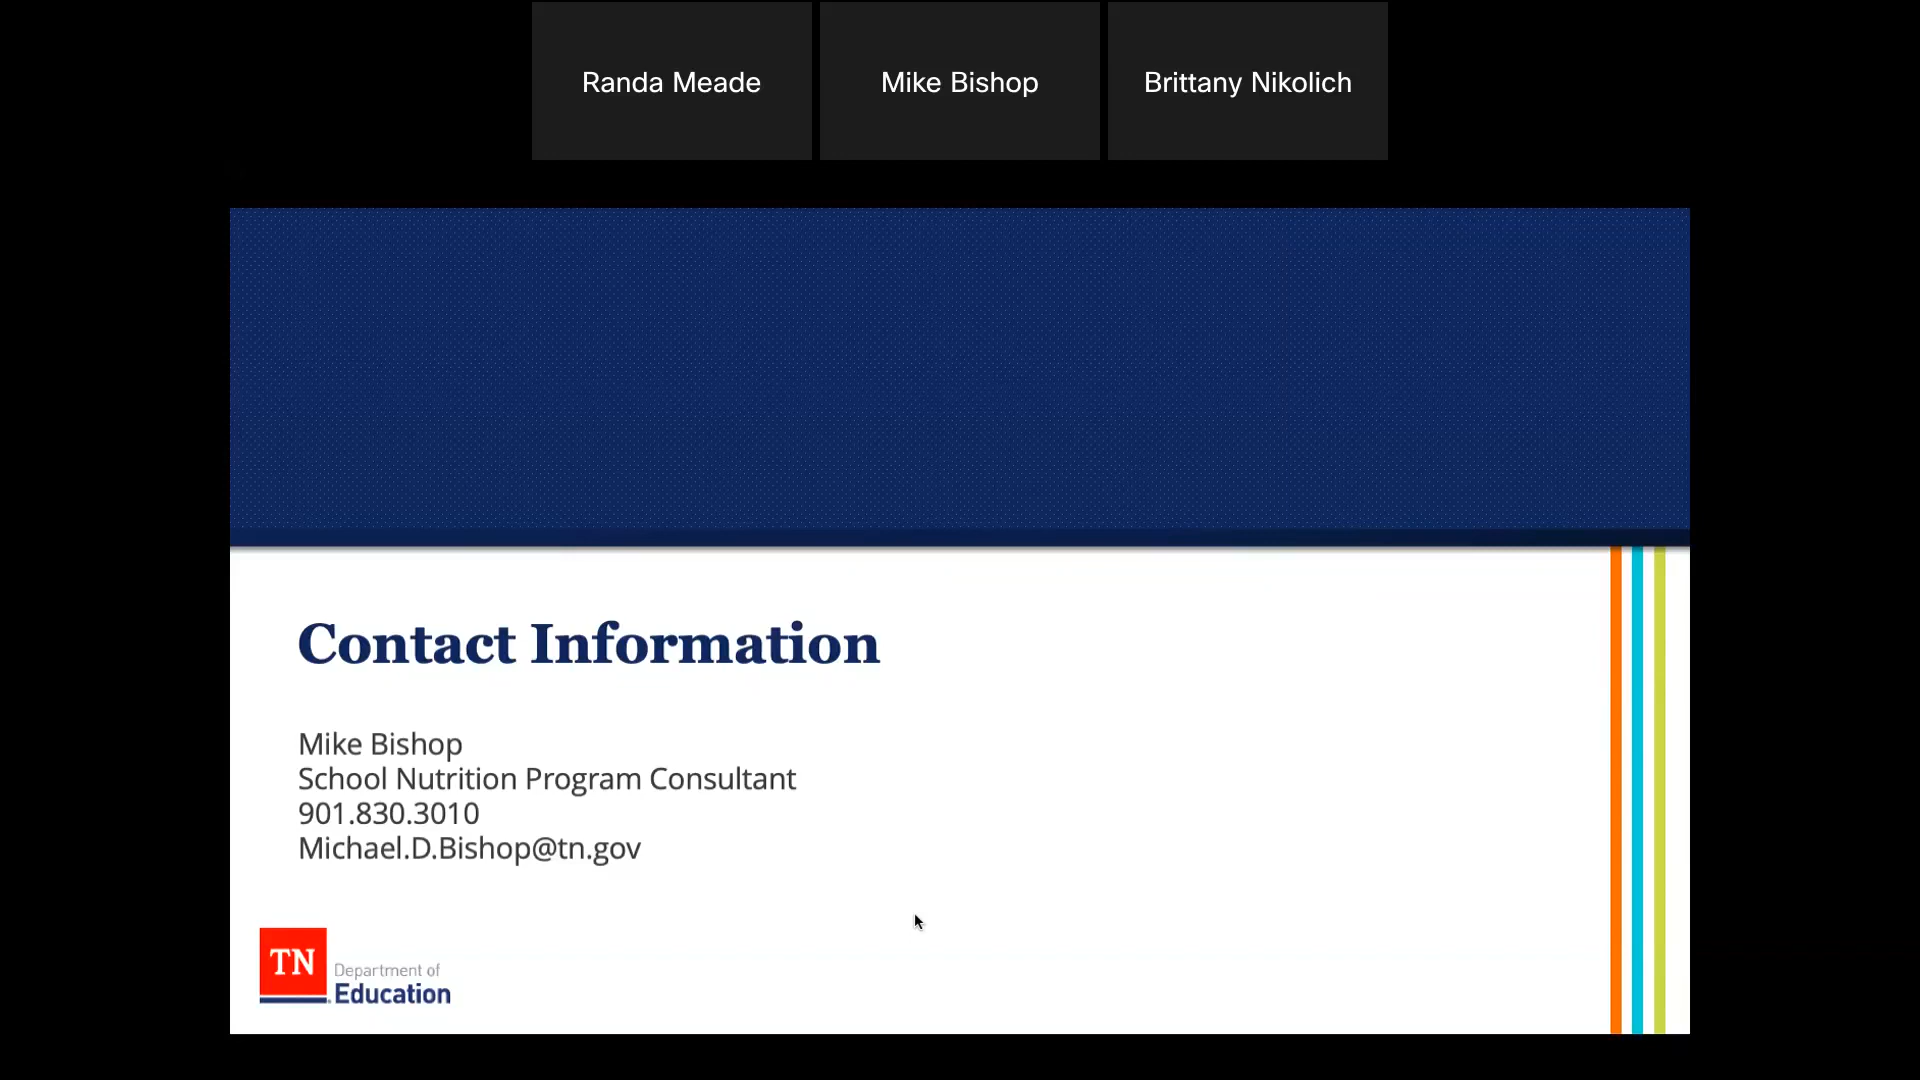 Randa Meade
Mike Bishop
Brittany Nikolich
Contact Information
Mike Bishop
School Nutrition Program Consultant
901.830.3010
Michael.D.Bishop@tn.gov
TN
Department of
Education